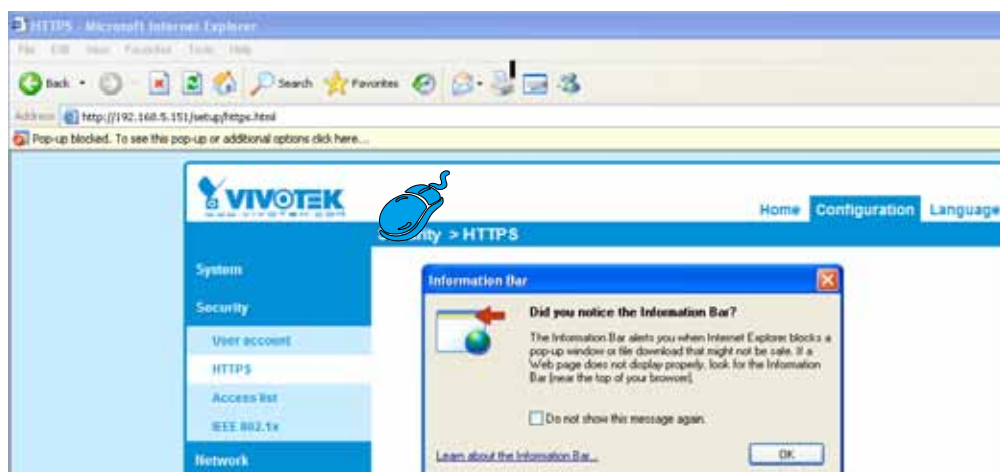 HTTPS - Microsoft Internet Explorer
File Edit View Favorites Tools Help
Back Search Favorites
Address http://192.168.5.151/setup/https.html
Pop-up blocked. To see this pop-up or additional options click here...
VIVOTEK
www.vivotek.com
Home Configuration Language
> HTTPS
System
Security
User account
HTTPS
Access list
IEEE 802.1x
Network
Information Bar
Did you notice the Information Bar?
The Information Bar alerts you when Internet Explorer blocks a
pop-up window or file download that might not be safe. If a
Web page does not display properly, look for the Information
Bar (near the top of your browser).
Do not show this message again.
Learn about the Information Bar...
OK